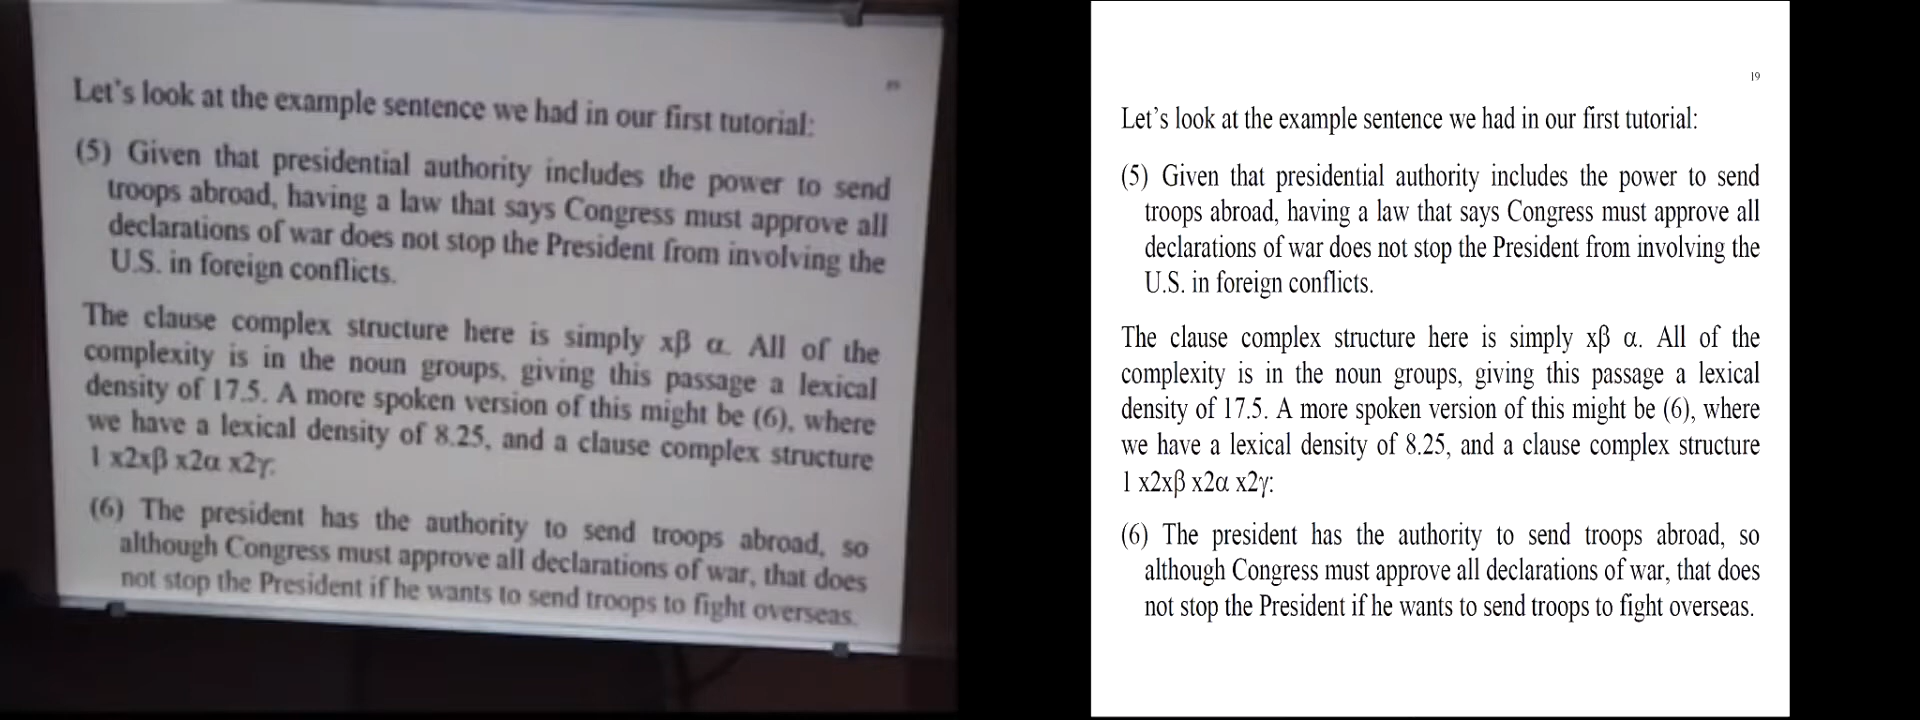 Let's look at the example sentence we had in our first tutorial:
(5) Given that presidential authority includes the power to send
troops abroad, having a law that says Congress must approve all
declarations of war does not stop the President from involving the
U.S. in foreign conflicts.
The clause complex structure here is simply xβ α. All of the
complexity is in the noun groups, giving this passage a lexical
density of 17.5. A more spoken version of this might be (6), where
we have a lexical density of 8.25, and a clause complex structure
1 x2xβ x2α x2γ:
(6) The president has the authority to send troops abroad, so
although Congress must approve all declarations of war, that does
not stop the President if he wants to send troops to fight overseas.
19
Let’s look at the example sentence we had in our first tutorial:
(5) Given that presidential authority includes the power to send
troops abroad, having a law that says Congress must approve all
declarations of war does not stop the President from involving the
U.S. in foreign conflicts.
The clause complex structure here is simply xβ α. All of the
complexity is in the noun groups, giving this passage a lexical
density of 17.5. A more spoken version of this might be (6), where
we have a lexical density of 8.25, and a clause complex structure
1 x2xβ x2α x2γ:
(6) The president has the authority to send troops abroad, so
although Congress must approve all declarations of war, that does
not stop the President if he wants to send troops to fight overseas.